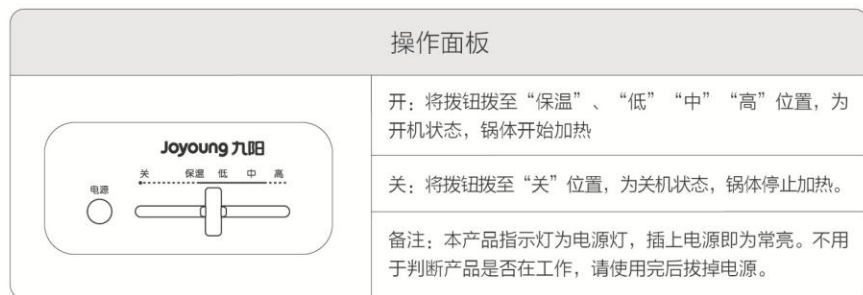 操作面板
Joyoung 九阳
关 保温 低 中 高
电源
开：将拨钮拨至“保温”、“低”“中”“高”位置，为
开机状态，锅体开始加热
关：将拨钮拨至“关”位置，为关机状态，锅体停止加热。
备注：本产品指示灯为电源灯，插上电源即为常亮。不用
于判断产品是否在工作，请使用完后拔掉电源。